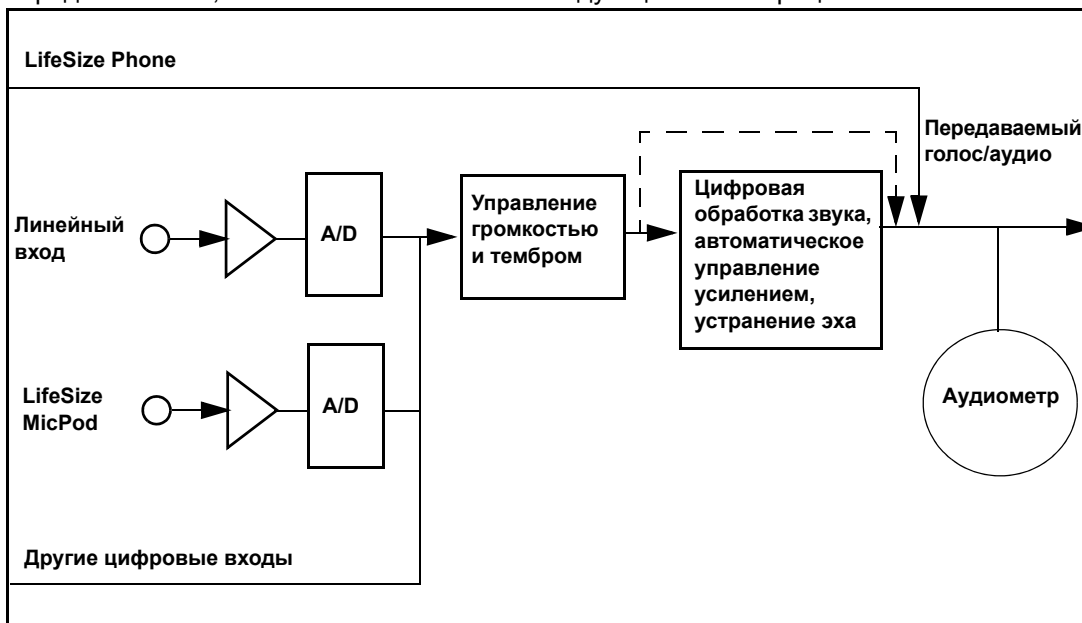 LifeSize Phone
Передаваемый
голос/аудио
Линейный
вход
A/D
Управление
громкостью
и тембром
Цифровая
обработка звука,
автоматическое
управление
усилением,
устранение эха
LifeSize
MicPod
A/D
Аудиометр
Другие цифровые входы